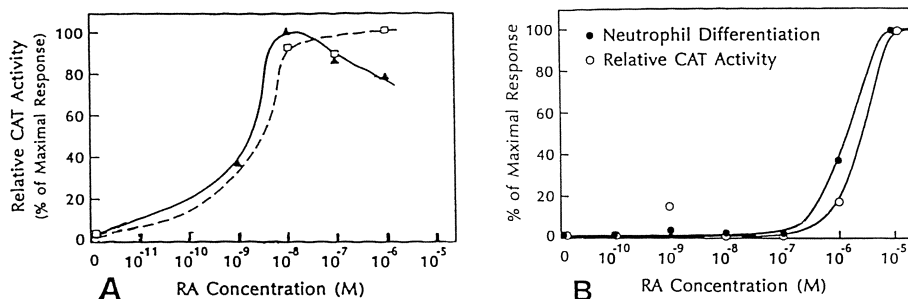 Relative CAT Activity
(% of Maximal Response)
100
80
60
40
20
0
0 10⁻¹¹ 10⁻¹⁰ 10⁻⁹ 10⁻⁸ 10⁻⁷ 10⁻⁶ 10⁻⁵
A RA Concentration (M)
% of Maximal Response
100
80
60
40
20
0
Neutrophil Differentiation
Relative CAT Activity
0 10⁻¹⁰ 10⁻⁹ 10⁻⁸ 10⁻⁷ 10⁻⁶ 10⁻⁵
B RA Concentration (M)